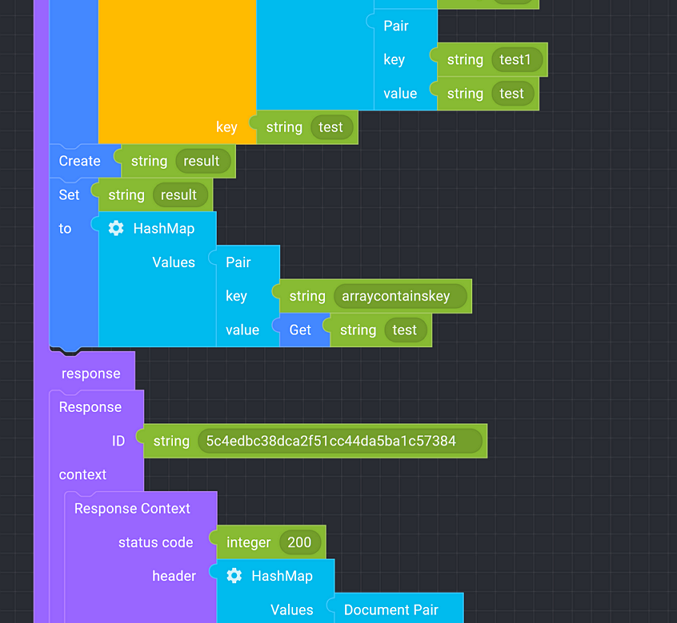 Pair
key string test1
value string test
key string test
Create string result
Set string result
to HashMap
Values Pair
key string arraycontainskey
value Get string test
response
Response
ID string 5c4edbc38dca2f51cc44da5ba1c57384
context
Response Context
status code integer 200
header HashMap
Values Document Pair